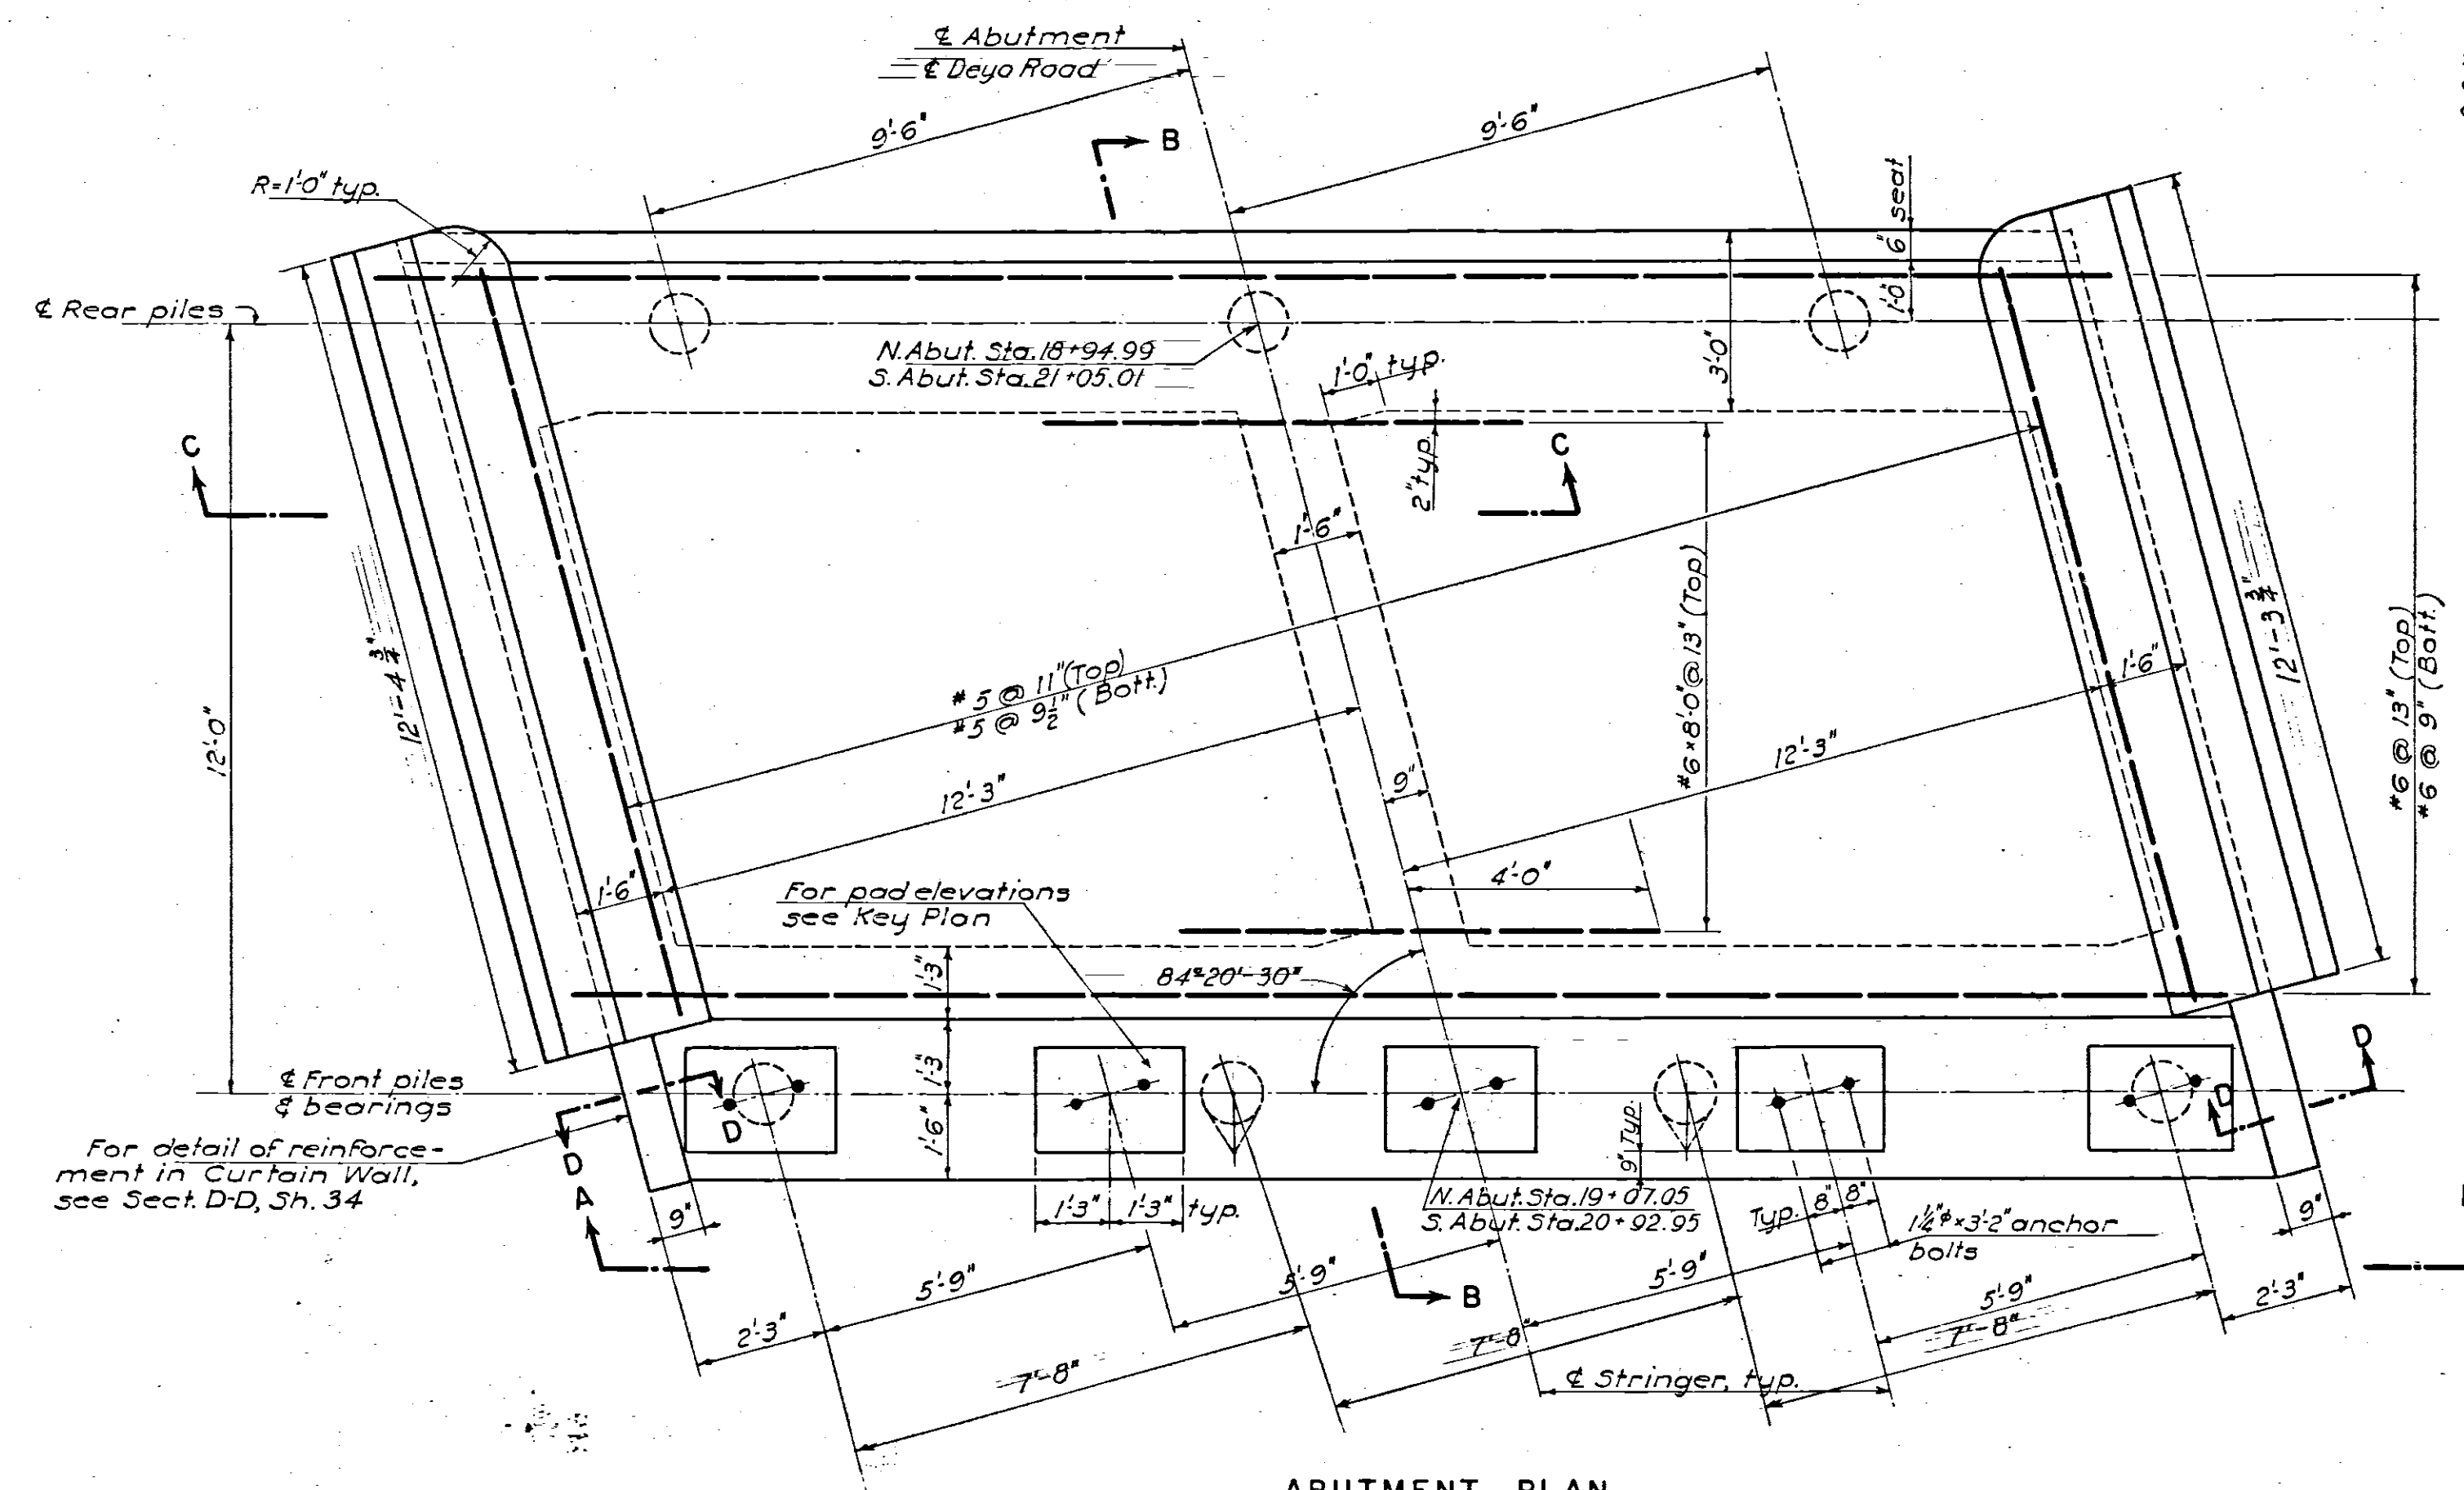 ℄ Abutment
℄ Deyo Road
9'-6"
9'-6"
B
R=1'-0" typ.
6" seat
1'-0"
℄ Rear piles
N. Abut. Sta. 18+94.99
S. Abut. Sta. 21+05.01
1'-0" typ.
3'-0"
2" typ.
C
C
1'-6"
12'-4 3/4"
12'-3 3/4"
#6×8'-0" @ 13" (Top)
#6 @ 13" (Top)
#6 @ 9" (Bott.)
#5 @ 11" (Top)
#5 @ 9½" (Bott.)
12'-0"
1'-6"
12'-3"
12'-3"
9"
1'-6"
4'-0"
For pad elevations
see Key Plan
1'-3"
84°-20'-30"
1'-3"
℄ Front piles
℄ bearings
D
D
D
D
1'-6"
9" Typ.
For detail of reinforce-
ment in Curtain Wall,
see Sect. D-D, Sh. 34
A
9"
1'-3" 1'-3" typ.
N. Abut. Sta. 19+07.05
S. Abut. Sta. 20+92.95
Typ. 8" 8"
1¼"ϕ×3'-2" anchor
bolts
9"
5'-9"
5'-9"
5'-9"
5'-9"
B
2'-3"
2'-3"
7'-8"
7'-8"
7'-8"
℄ Stringer, typ.
ABUTMENT PLAN